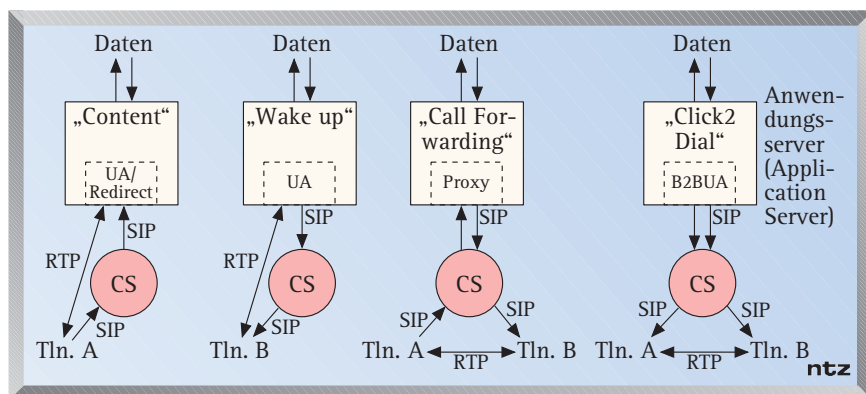 Daten
„Content“
UA/
Redirect
SIP
RTP
CS
SIP
Tln. A
Daten
„Wake up“
UA
SIP
RTP
CS
SIP
Tln. B
Daten
„Call For-
warding“
Proxy
SIP
CS
SIP
SIP
Tln. A
RTP
Tln. B
Daten
„Click2
Dial“
B2BUA
SIP
CS
SIP
SIP
Tln. A
RTP
Tln. B
Anwen-
dungs-
server
(Appli-
cation
Server)
ntz